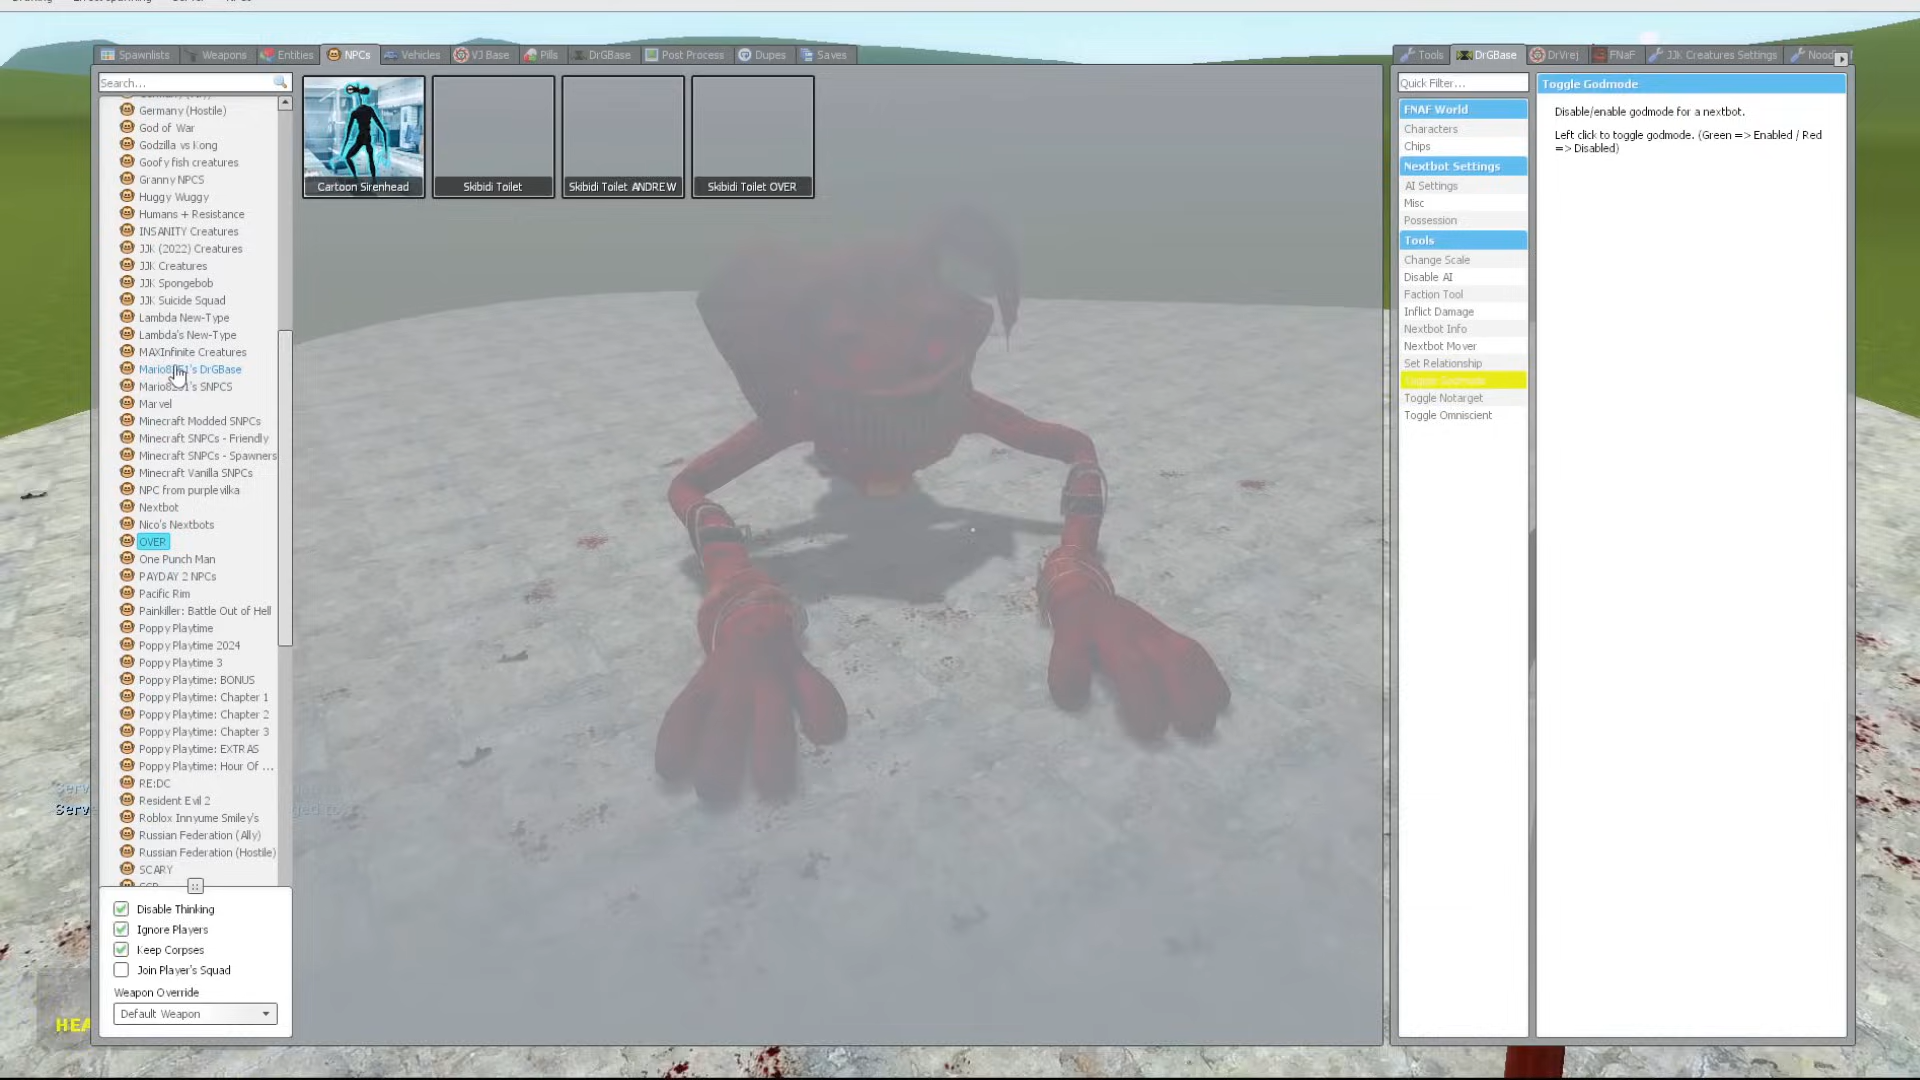 Spawnlists Weapons Entities NPCs Vehicles VJ Base Pills DrGBase Post Process Dupes Saves
Search...
Germany (Hostile)
God of War
Godzilla vs Kong
Goofy fish creatures
Granny NPCS
Huggy Wuggy
Humans + Resistance
INSANITY Creatures
JJK (2022) Creatures
JJK Creatures
JJK Spongebob
JJK Suicide Squad
Lambda New-Type
Lambda's New-Type
MAXInfinite Creatures
Marvel
Minecraft Modded SNPCs
Minecraft SNPCs - Friendly
Minecraft SNPCs - Spawners
Minecraft Vanilla SNPCs
NPC from purplevilka
Nextbot
Nico's Nextbots
OVER
One Punch Man
PAYDAY 2 NPCs
Pacific Rim
Painkiller: Battle Out of Hell
Poppy Playtime
Poppy Playtime 2024
Poppy Playtime 3
Poppy Playtime: BONUS
Poppy Playtime: Chapter 1
Poppy Playtime: Chapter 2
Poppy Playtime: Chapter 3
Poppy Playtime: EXTRAS
Poppy Playtime: Hour Of ...
RE:DC
Resident Evil 2
Roblox Innyume Smiley's
Russian Federation (Ally)
Russian Federation (Hostile)
SCARY
Disable Thinking
Ignore Players
Keep Corpses
Join Player's Squad
Weapon Override
Default Weapon
Cartoon Sirenhead
Skibidi Toilet
Skibidi Toilet ANDREW
Skibidi Toilet OVER
Tools DrGBase DrVrej FNaF JJK Creatures Settings
Quick Filter...
FNAF World
Characters
Chips
Nextbot Settings
AI Settings
Misc
Possession
Tools
Change Scale
Disable AI
Faction Tool
Inflict Damage
Nextbot Info
Nextbot Mover
Set Relationship
Toggle Godmode
Toggle Notarget
Toggle Omniscient
Toggle Godmode
Disable/enable godmode for a nextbot.
Left click to toggle godmode. (Green => Enabled / Red
=> Disabled)